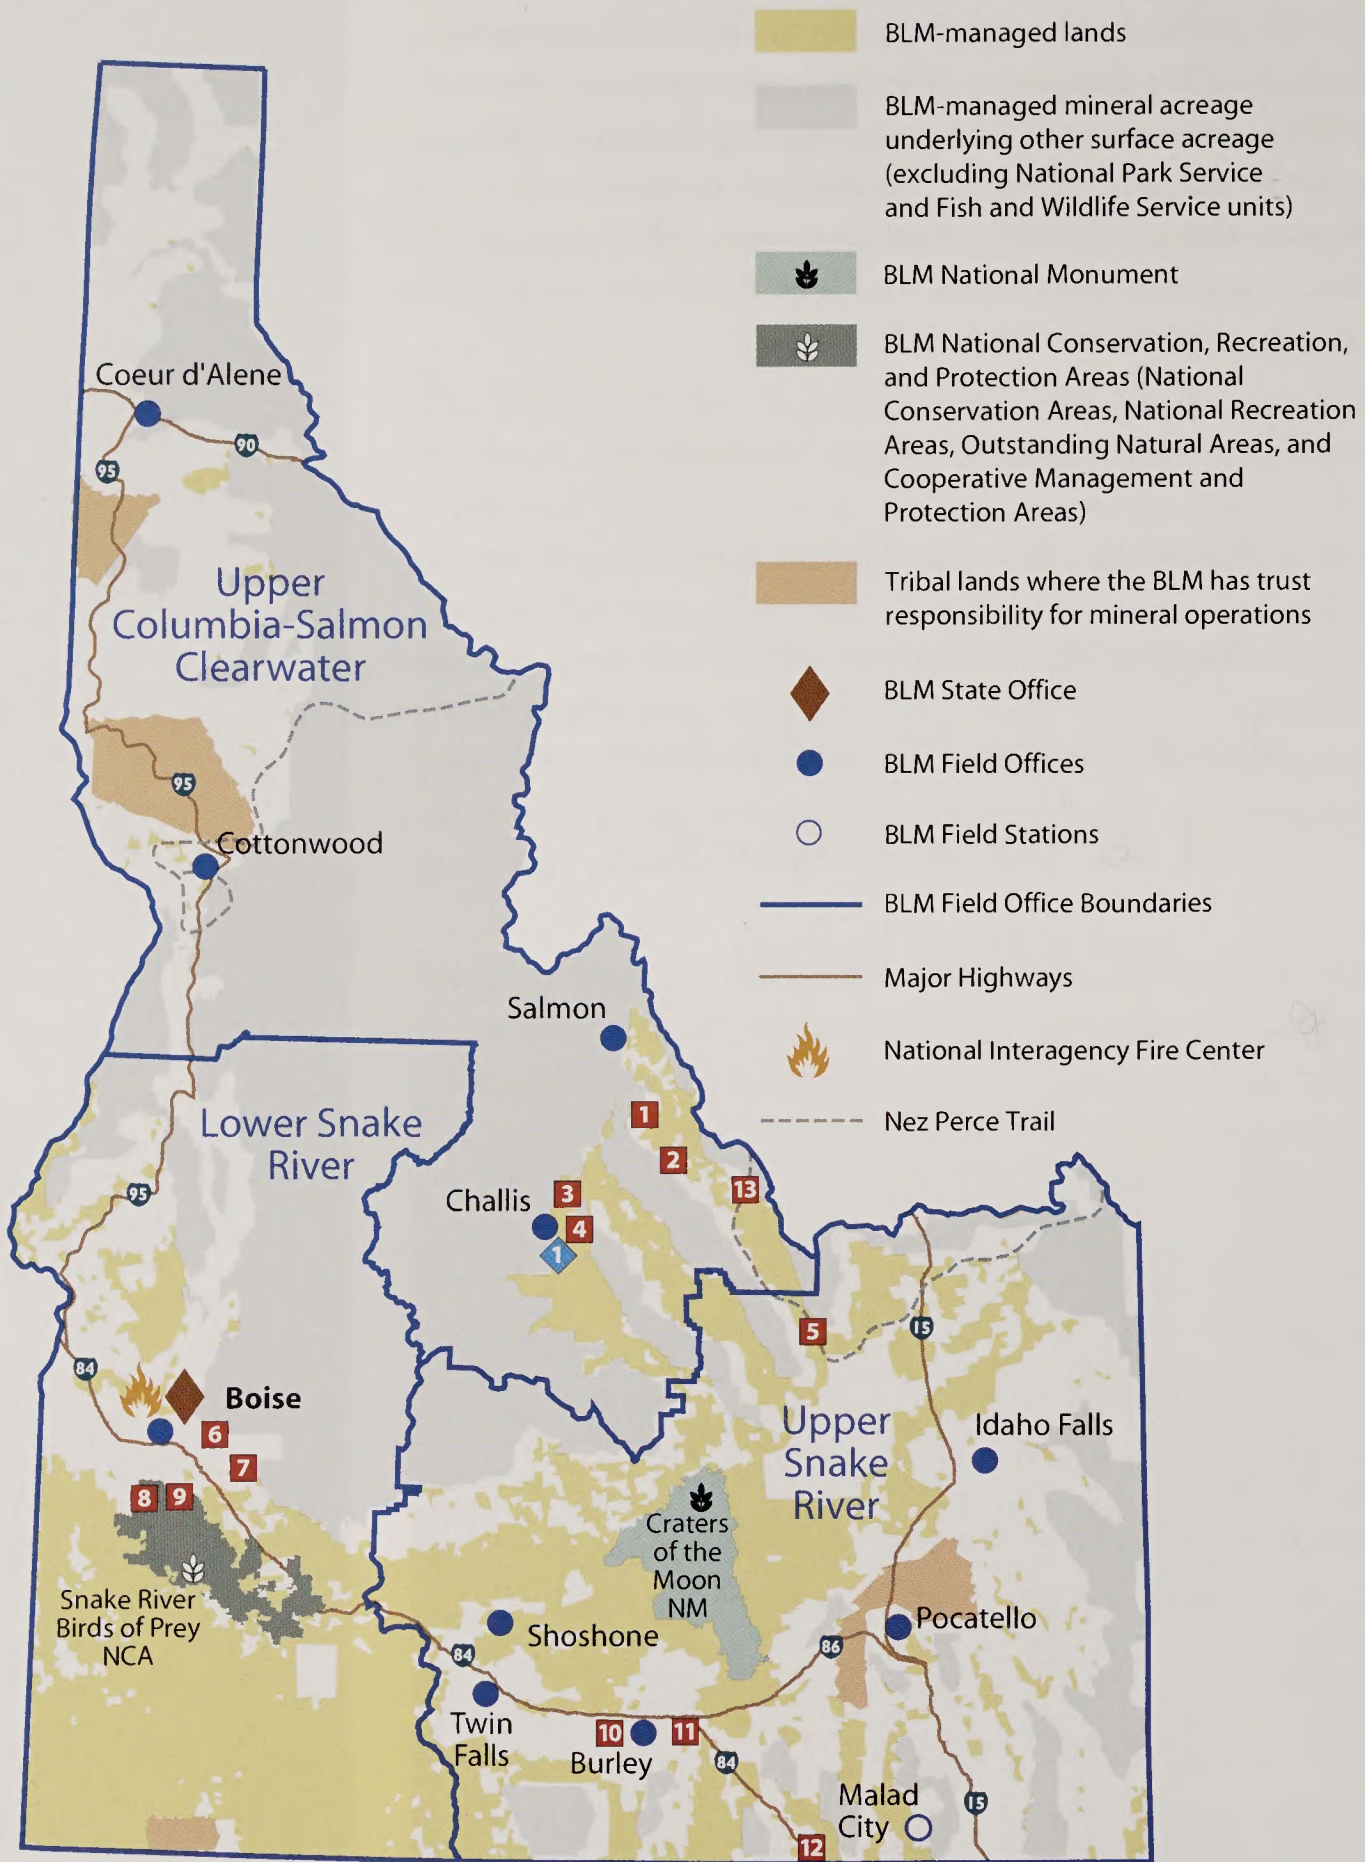 BLM-managed lands
BLM-managed mineral acreage
underlying other surface acreage
(excluding National Park Service
and Fish and Wildlife Service units)
BLM National Monument
BLM National Conservation, Recreation,
and Protection Areas (National
Conservation Areas, National Recreation
Areas, Outstanding Natural Areas, and
Cooperative Management and
Protection Areas)
Tribal lands where the BLM has trust
responsibility for mineral operations
BLM State Office
BLM Field Offices
BLM Field Stations
BLM Field Office Boundaries
Major Highways
National Interagency Fire Center
Nez Perce Trail
Coeur d'Alene
90
95
Upper
Columbia-Salmon
Clearwater
95
Cottonwood
Salmon
1
2
13
Lower Snake
River
95
Challis
3
4
1
5
15
84
Boise
6
7
8
9
Upper
Snake
River
Idaho Falls
Craters
of the
Moon
NM
Snake River
Birds of Prey
NCA
Shoshone
Pocatello
84
86
Twin
Falls
10
11
Burley
84
Malad
City
15
12